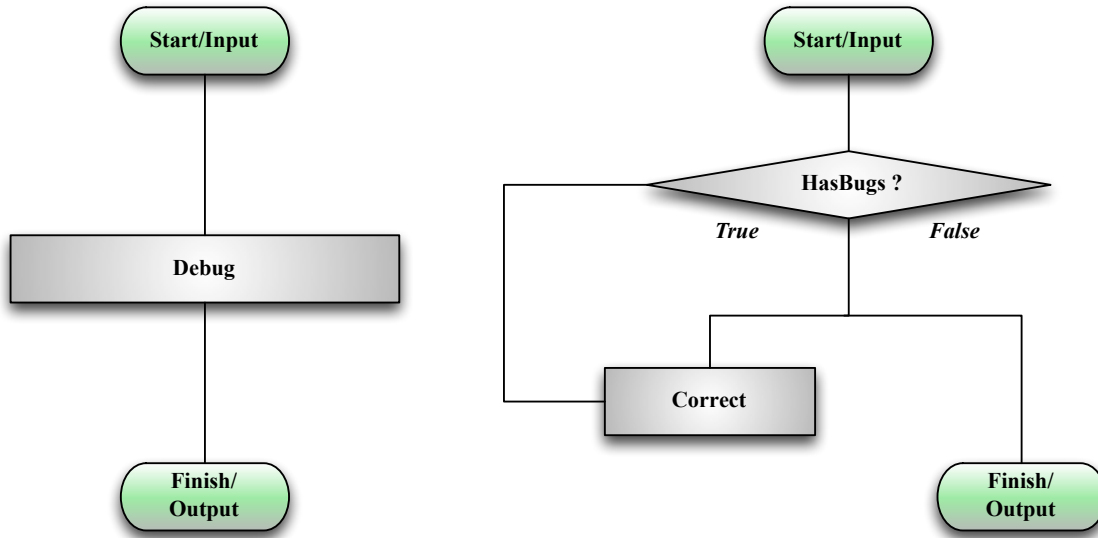 Start/Input
Debug
Finish/
Output
Start/Input
HasBugs ?
True
False
Correct
Finish/
Output